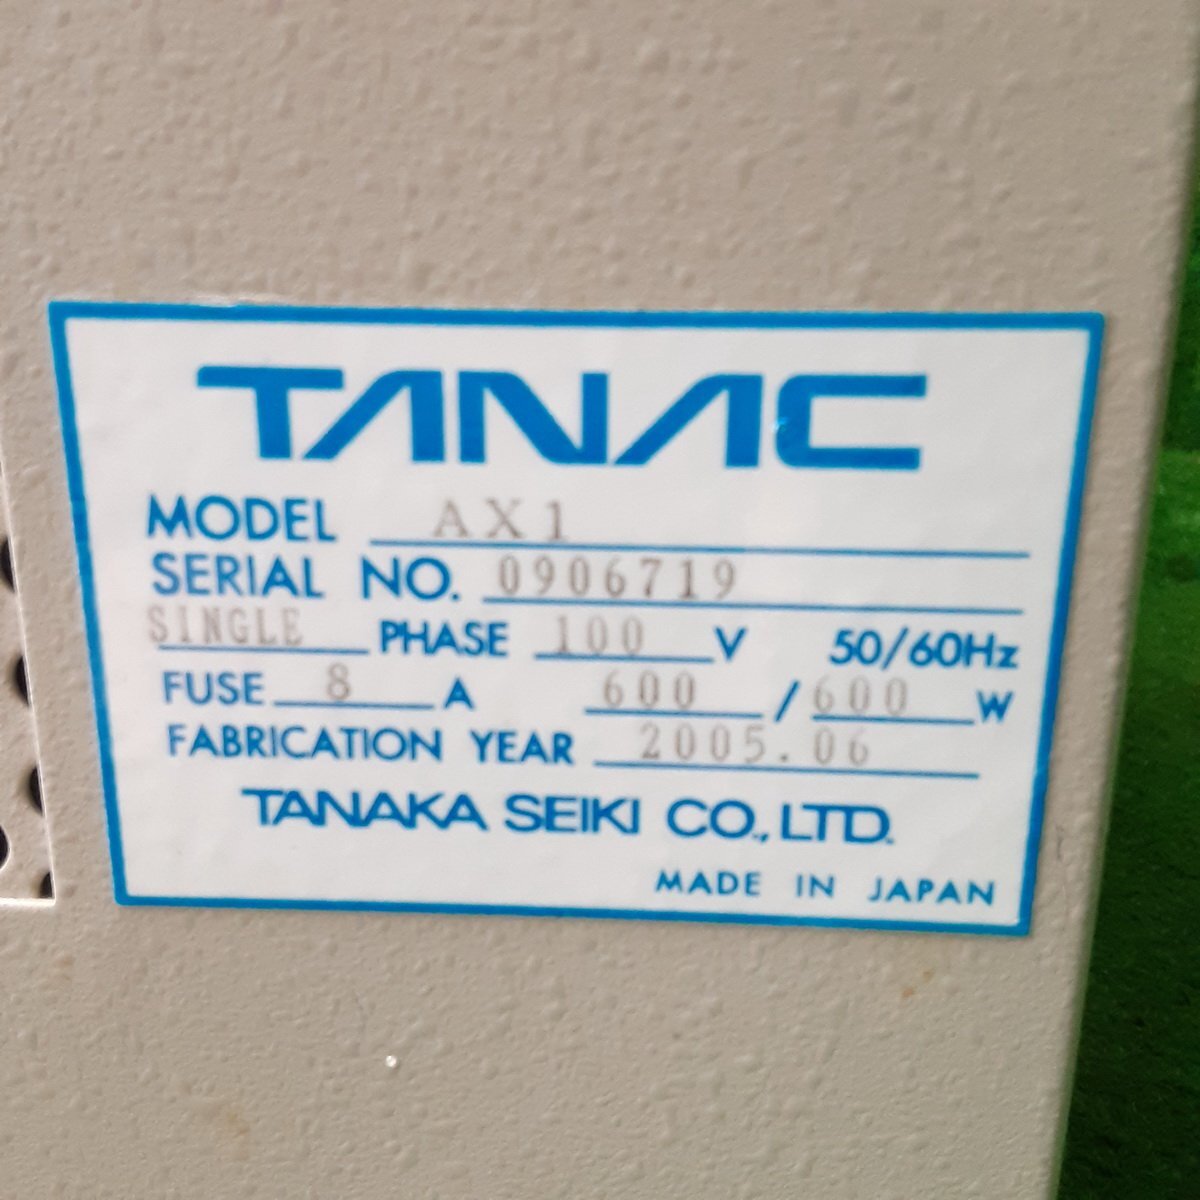 TANAC
MODEL AX1
SERIAL NO. 0906719
SINGLE PHASE 100 V 50/60Hz
FUSE 8 A 600 / 600 W
FABRICATION YEAR 2005.06
TANAKA SEIKI CO., LTD.
MADE IN JAPAN